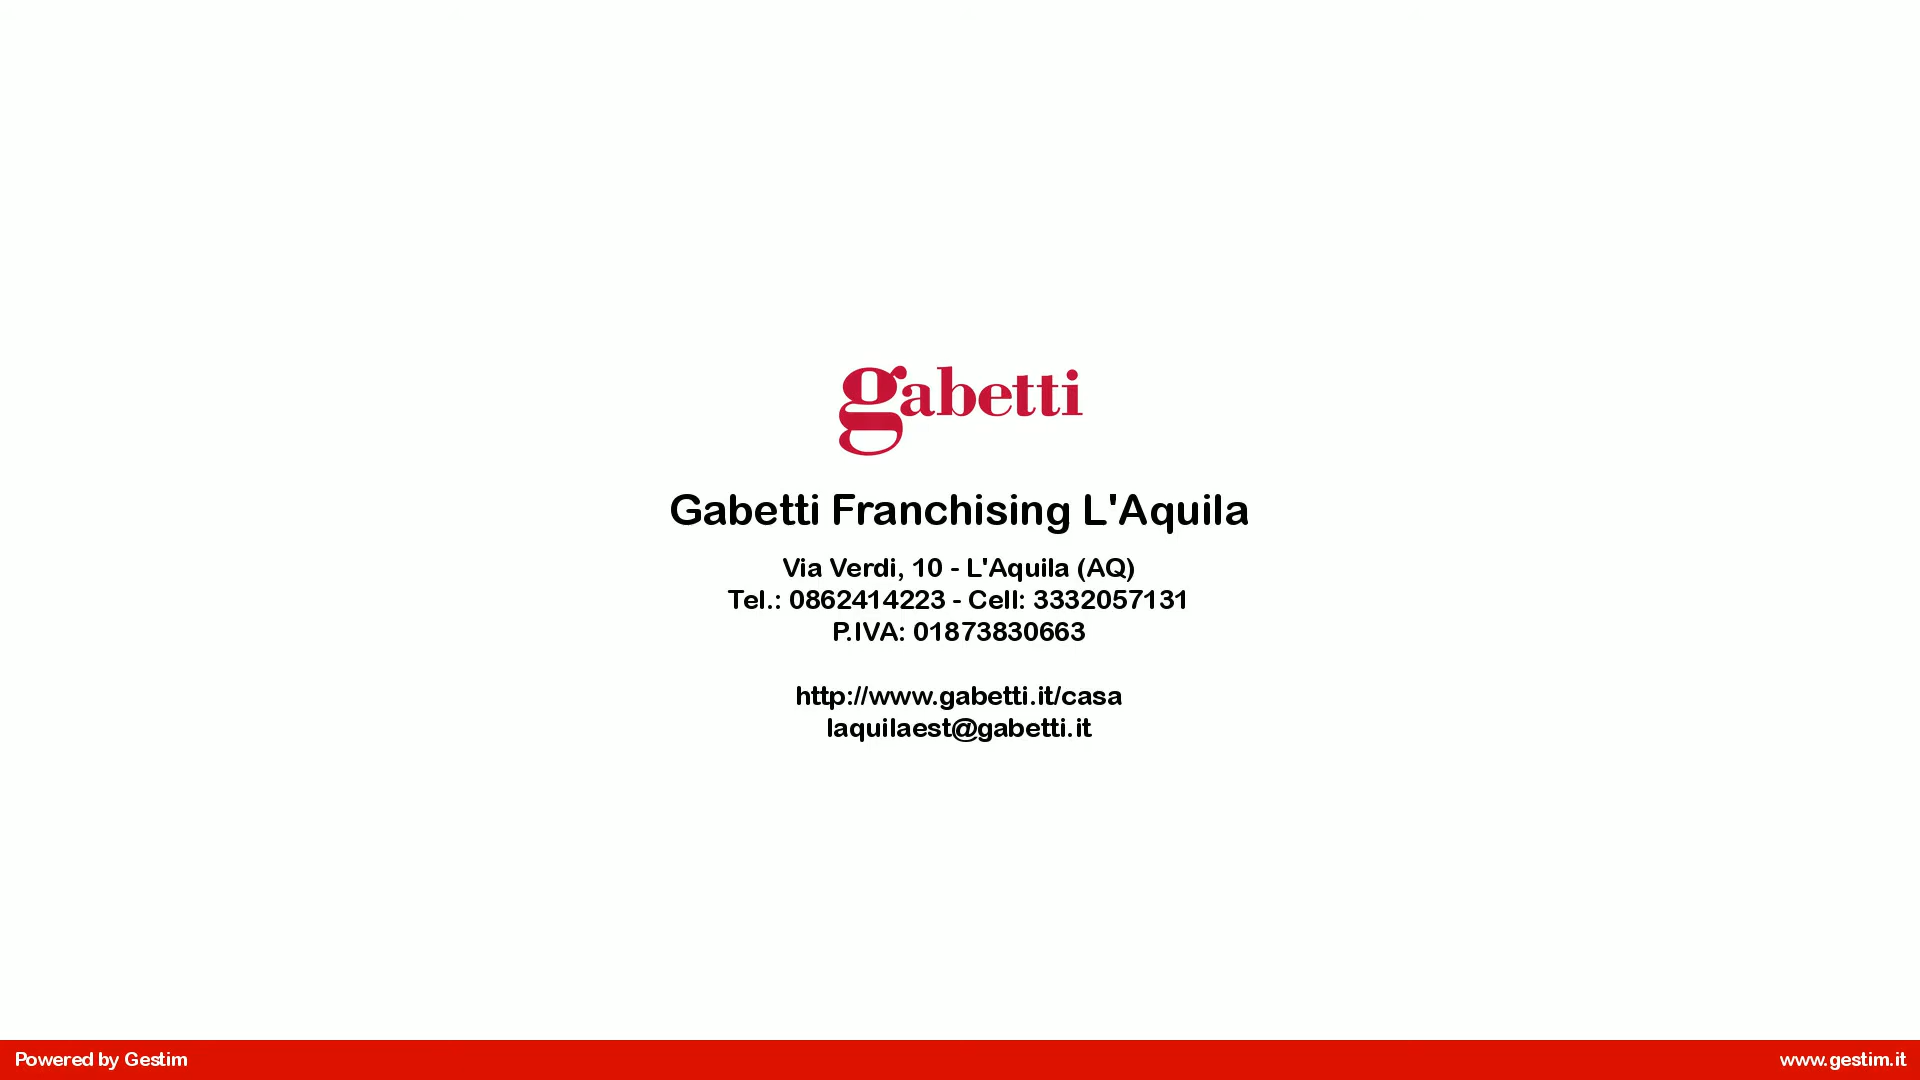 gabetti
Gabetti Franchising L'Aquila
Via Verdi, 10 - L'Aquila (AQ)
Tel.: 0862414223 - Cell: 3332057131
P.IVA: 01873830663
http://www.gabetti.it/casa
laquilaest@gabetti.it
Powered by Gestim
www.gestim.it